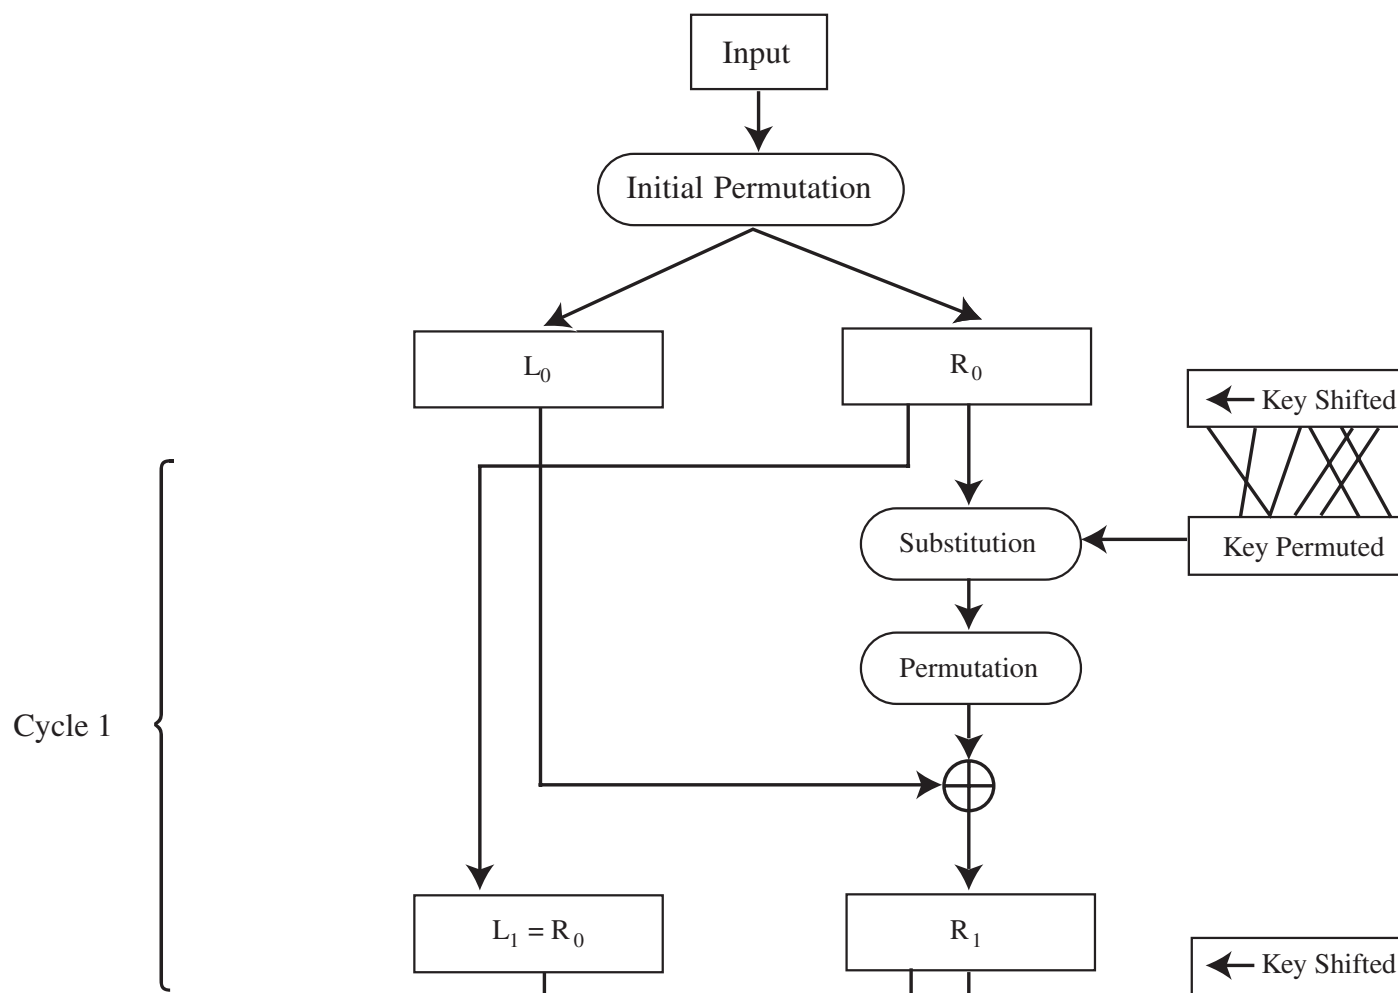 Input
Initial Permutation
L0
R0
Key Shifted
Substitution
Key Permuted
Permutation
Cycle 1
L1 = R0
R1
Key Shifted